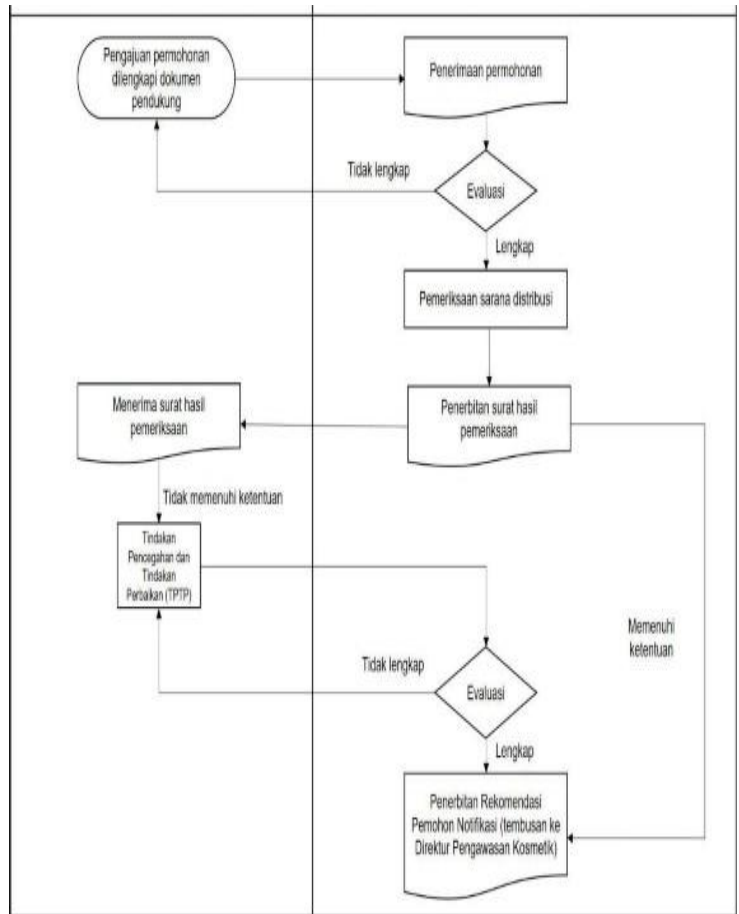 Pengajuan permohonan
dilengkapi dokumen
pendukung
Penerimaan permohonan
Tidak lengkap
Evaluasi
Lengkap
Pemeriksaan sarana distribusi
Menerima surat hasil
pemeriksaan
Penerbitan surat hasil
pemeriksaan
Tidak memenuhi ketentuan
Tindakan
Pencegahan dan
Tindakan
Perbaikan (TPTP)
Memenuhi
ketentuan
Tidak lengkap
Evaluasi
Lengkap
Penerbitan Rekomendasi
Pemohon Notifikasi (tembusan ke
Direktur Pengawasan Kosmetik)